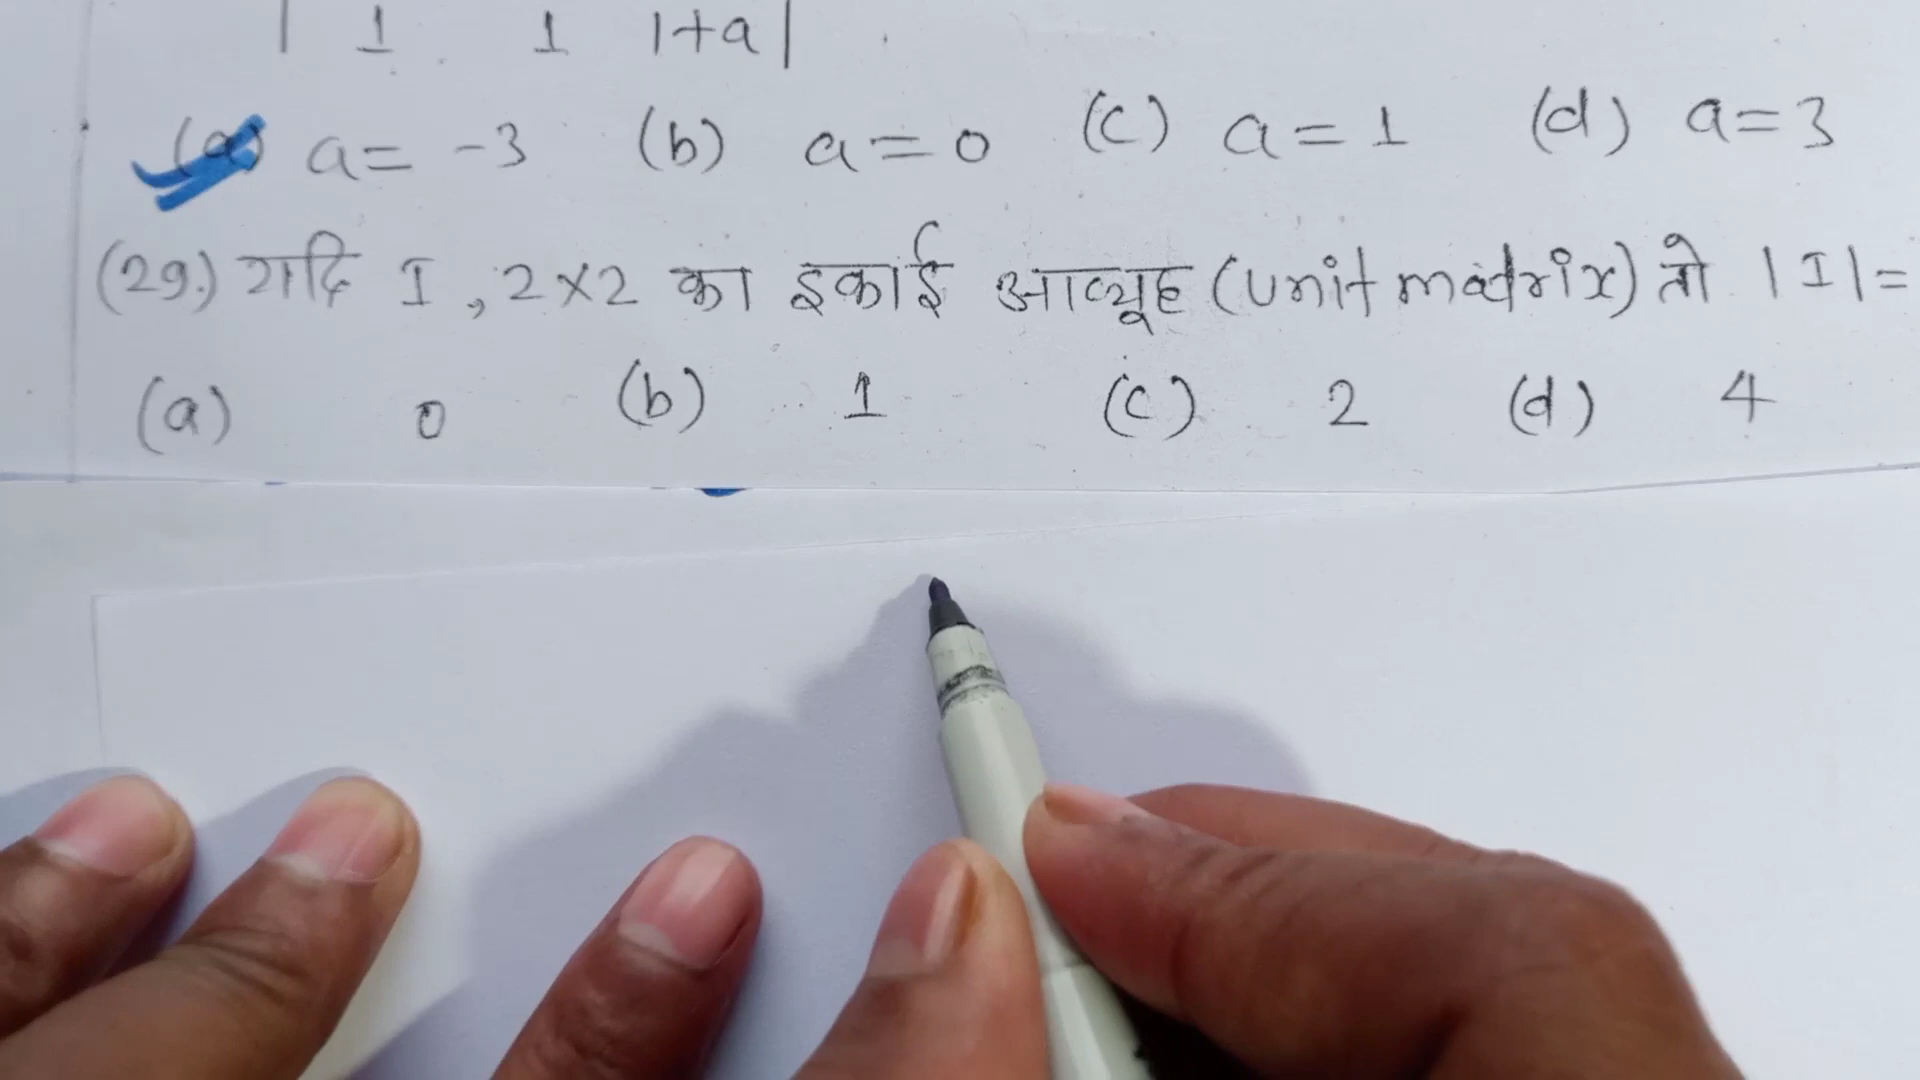 | 1 1 1+a |
(a) a = -3 (b) a = 0 (c) a = 1 (d) a = 3
(29.) यदि I, 2×2 का इकाई आव्यूह (unit matrix) तो |I| =
(a) 0 (b) 1 (c) 2 (d) 4